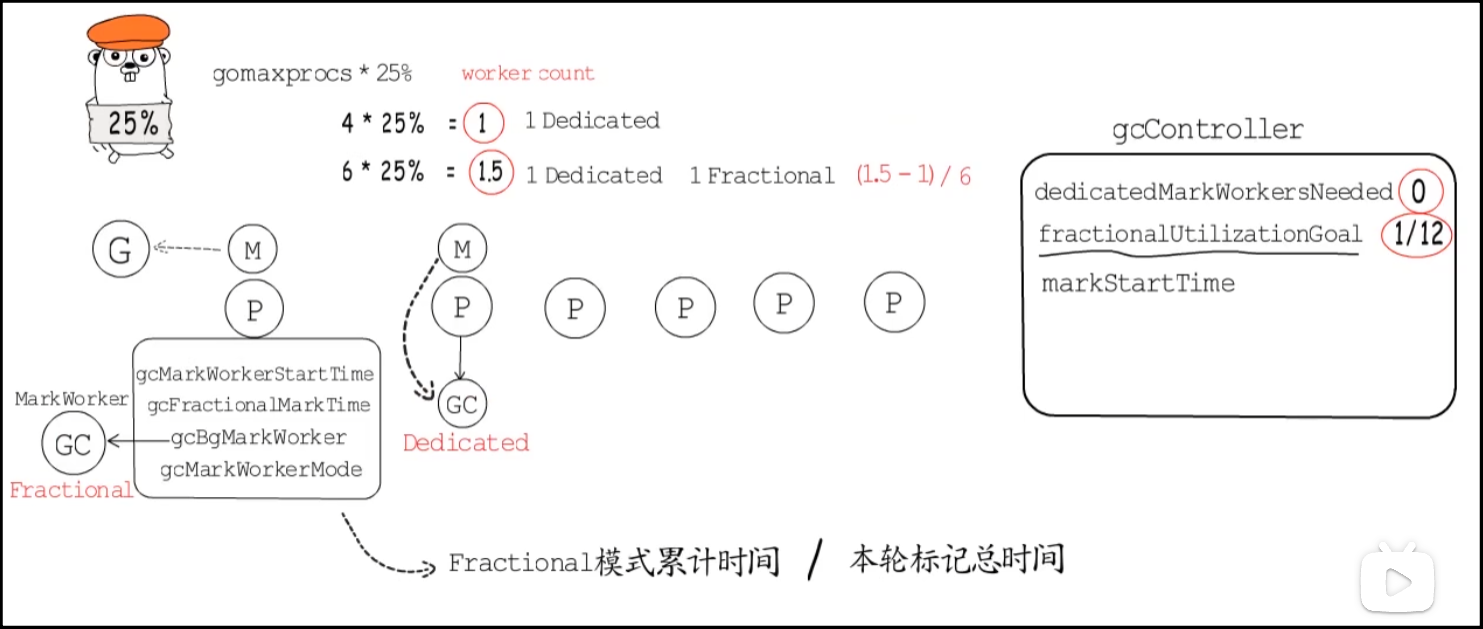 gomaxprocs * 25% worker count
25%
4 * 25% = 1 1 Dedicated
6 * 25% = 1.5 1 Dedicated 1 Fractional (1.5 - 1) / 6
gcController
dedicatedMarkWorkersNeeded 0
fractionalUtilizationGoal 1/12
markStartTime
G M M
P P P P P P
gcMarkWorkerStartTime
gcFractionalMarkTime
gcBgMarkWorker
gcMarkWorkerMode
MarkWorker
GC
Fractional
GC
Dedicated
Fractional模式累计时间 / 本轮标记总时间